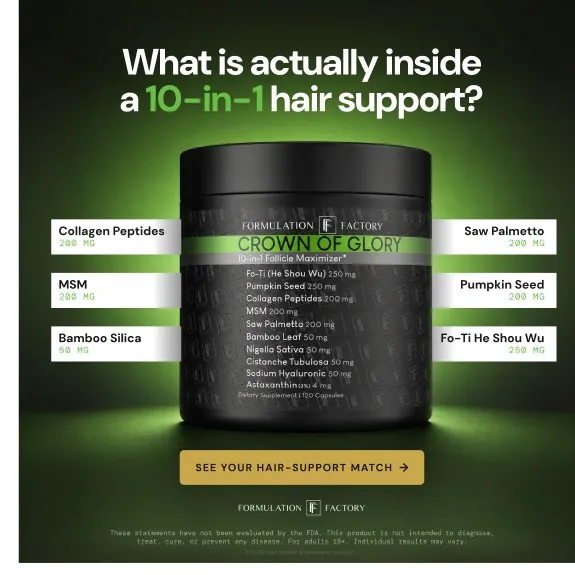 What is actually inside
a 10-in-1 hair support?
FORMULATION FF FACTORY
CROWN OF GLORY
10-in-1 Follicle Maximizer*
Fo-Ti (He Shou Wu) 250 mg
Pumpkin Seed 250 mg
Collagen Peptides 200 mg
MSM 200 mg
Saw Palmetto 200 mg
Bamboo Leaf 50 mg
Nigella Sativa 50 mg
Cistanche Tubulosa 50 mg
Sodium Hyaluronic 50 mg
Astaxanthin (2%) 4 mg
Dietary Supplement | 120 Capsules
Collagen Peptides
200 MG
MSM
200 MG
Bamboo Silica
50 MG
Saw Palmetto
200 MG
Pumpkin Seed
200 MG
Fo-Ti He Shou Wu
250 MG
SEE YOUR HAIR-SUPPORT MATCH →
FORMULATION FF FACTORY
These statements have not been evaluated by the FDA. This product is not intended to diagnose,
treat, cure, or prevent any disease. For adults 18+. Individual results may vary.